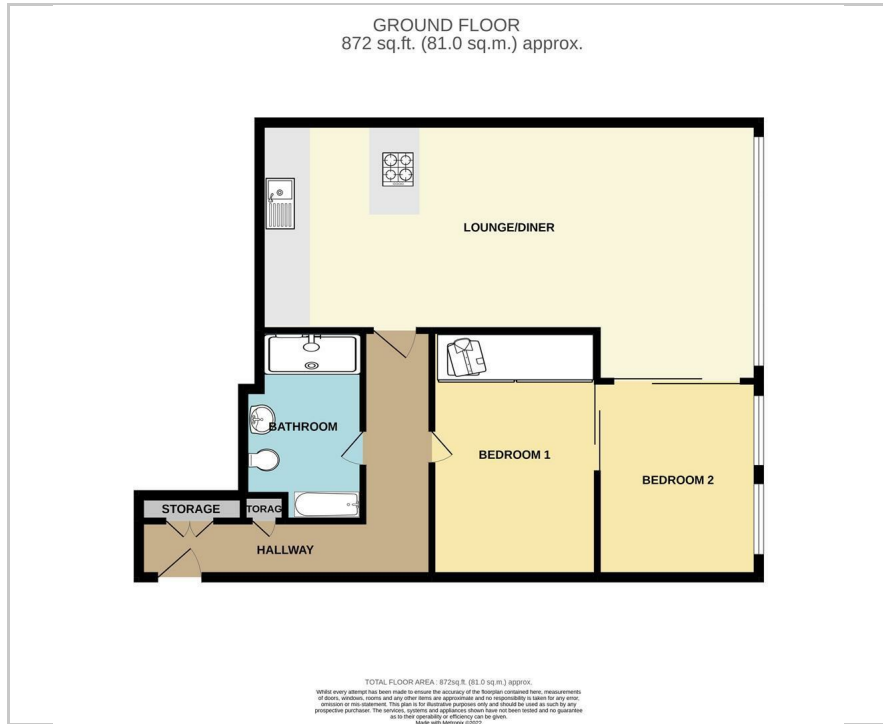 GROUND FLOOR
872 sq.ft. (81.0 sq.m.) approx.
LOUNGE/DINER
BATHROOM
BEDROOM 1
BEDROOM 2
STORAGE
TORAG
HALLWAY
TOTAL FLOOR AREA : 872sq.ft. (81.0 sq.m.) approx.
Whilst every attempt has been made to ensure the accuracy of the floorplan contained here, measurements
of doors, windows, rooms and any other items are approximate and no responsibility is taken for any error,
omission or mis-statement. This plan is for illustrative purposes only and should be used as such by any
prospective purchaser. The services, systems and appliances shown have not been tested and no guarantee
as to their operability or efficiency can be given.
Made with Metropix ©2022